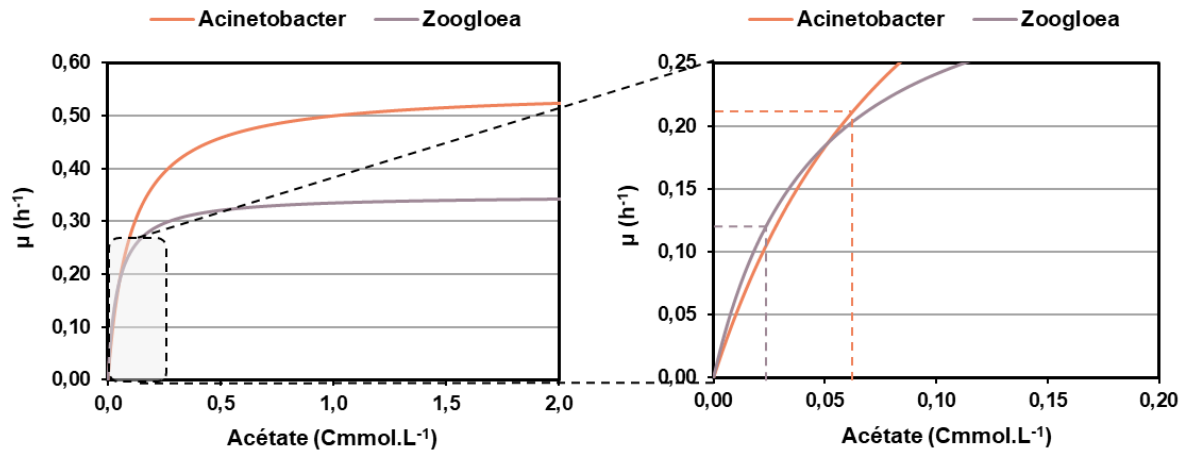 Acinetobacter Zoogloea
0,60
0,50
0,40
0,30
0,20
0,10
0,00
µ (h-1)
0,0 0,5 1,0 1,5 2,0
Acétate (Cmmol.L-1)
Acinetobacter Zoogloea
0,25
0,20
0,15
0,10
0,05
0,00
µ (h-1)
0,00 0,05 0,10 0,15 0,20
Acétate (Cmmol.L-1)